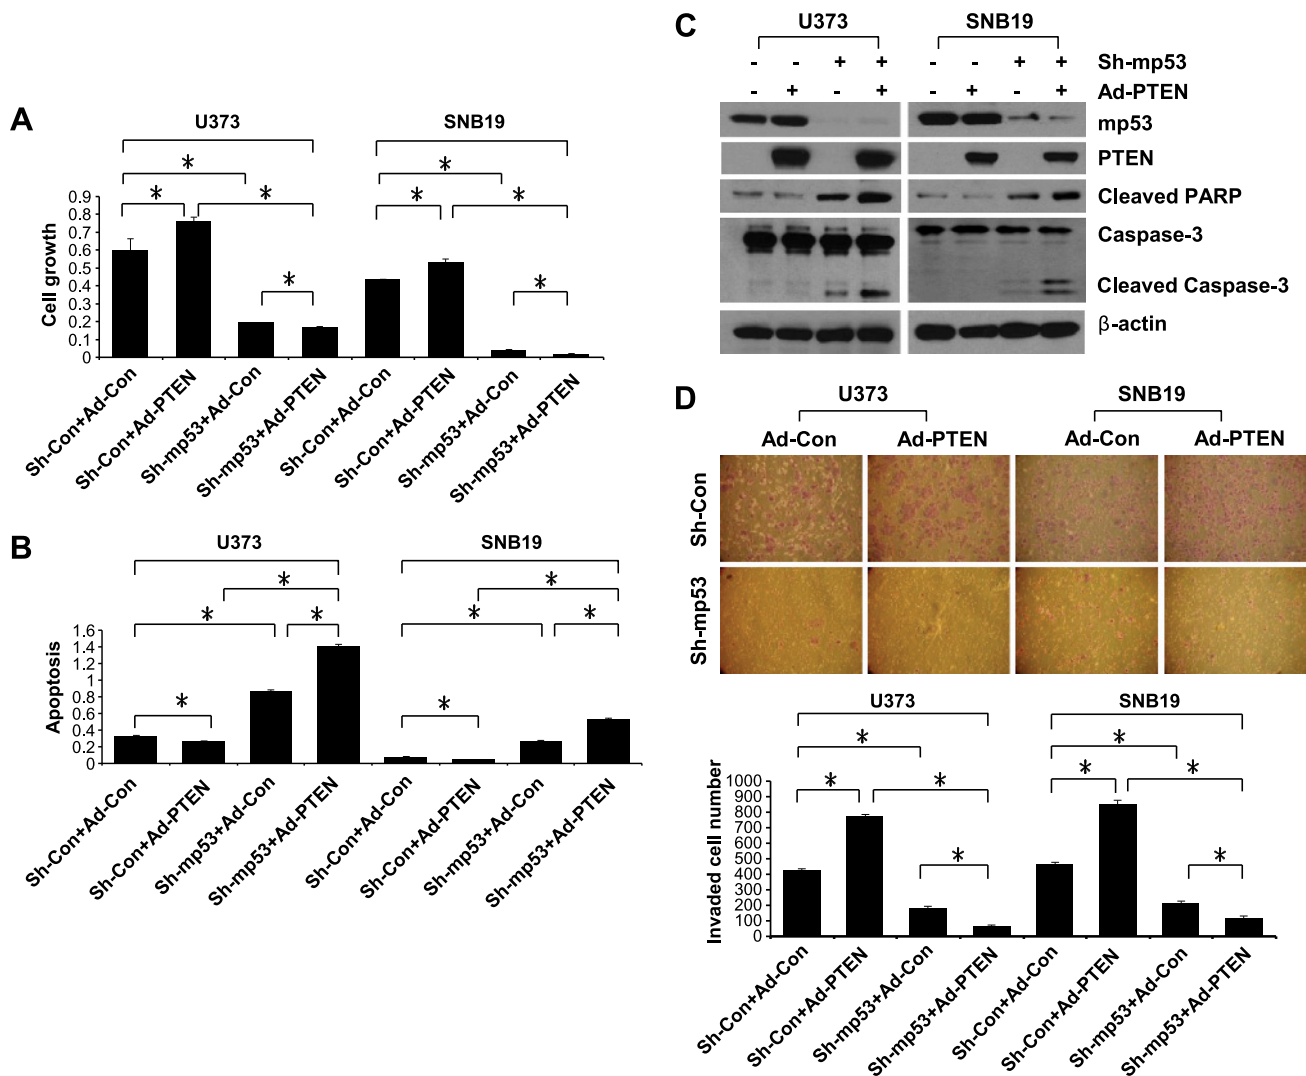 A
U373
SNB19
*
*
*
*
*
*
*
*
Cell growth
0.9
0.8
0.7
0.6
0.5
0.4
0.3
0.2
0.1
0
Sh-Con+Ad-Con
Sh-Con+Ad-PTEN
Sh-mp53+Ad-Con
Sh-mp53+Ad-PTEN
Sh-Con+Ad-Con
Sh-Con+Ad-PTEN
Sh-mp53+Ad-Con
Sh-mp53+Ad-PTEN
B
U373
SNB19
*
*
*
*
*
*
*
*
Apoptosis
1.6
1.4
1.2
1
0.8
0.6
0.4
0.2
0
Sh-Con+Ad-Con
Sh-Con+Ad-PTEN
Sh-mp53+Ad-Con
Sh-mp53+Ad-PTEN
Sh-Con+Ad-Con
Sh-Con+Ad-PTEN
Sh-mp53+Ad-Con
Sh-mp53+Ad-PTEN
C
U373 SNB19
- - + + - - + + Sh-mp53
- + - + - + - + Ad-PTEN
mp53
PTEN
Cleaved PARP
Caspase-3
Cleaved Caspase-3
β-actin
D
U373 SNB19
Ad-Con Ad-PTEN Ad-Con Ad-PTEN
Sh-Con
Sh-mp53
U373
SNB19
*
*
*
*
*
*
*
*
Invaded cell number
1000
900
800
700
600
500
400
300
200
100
0
Sh-Con+Ad-Con
Sh-Con+Ad-PTEN
Sh-mp53+Ad-Con
Sh-mp53+Ad-PTEN
Sh-Con+Ad-Con
Sh-Con+Ad-PTEN
Sh-mp53+Ad-Con
Sh-mp53+Ad-PTEN